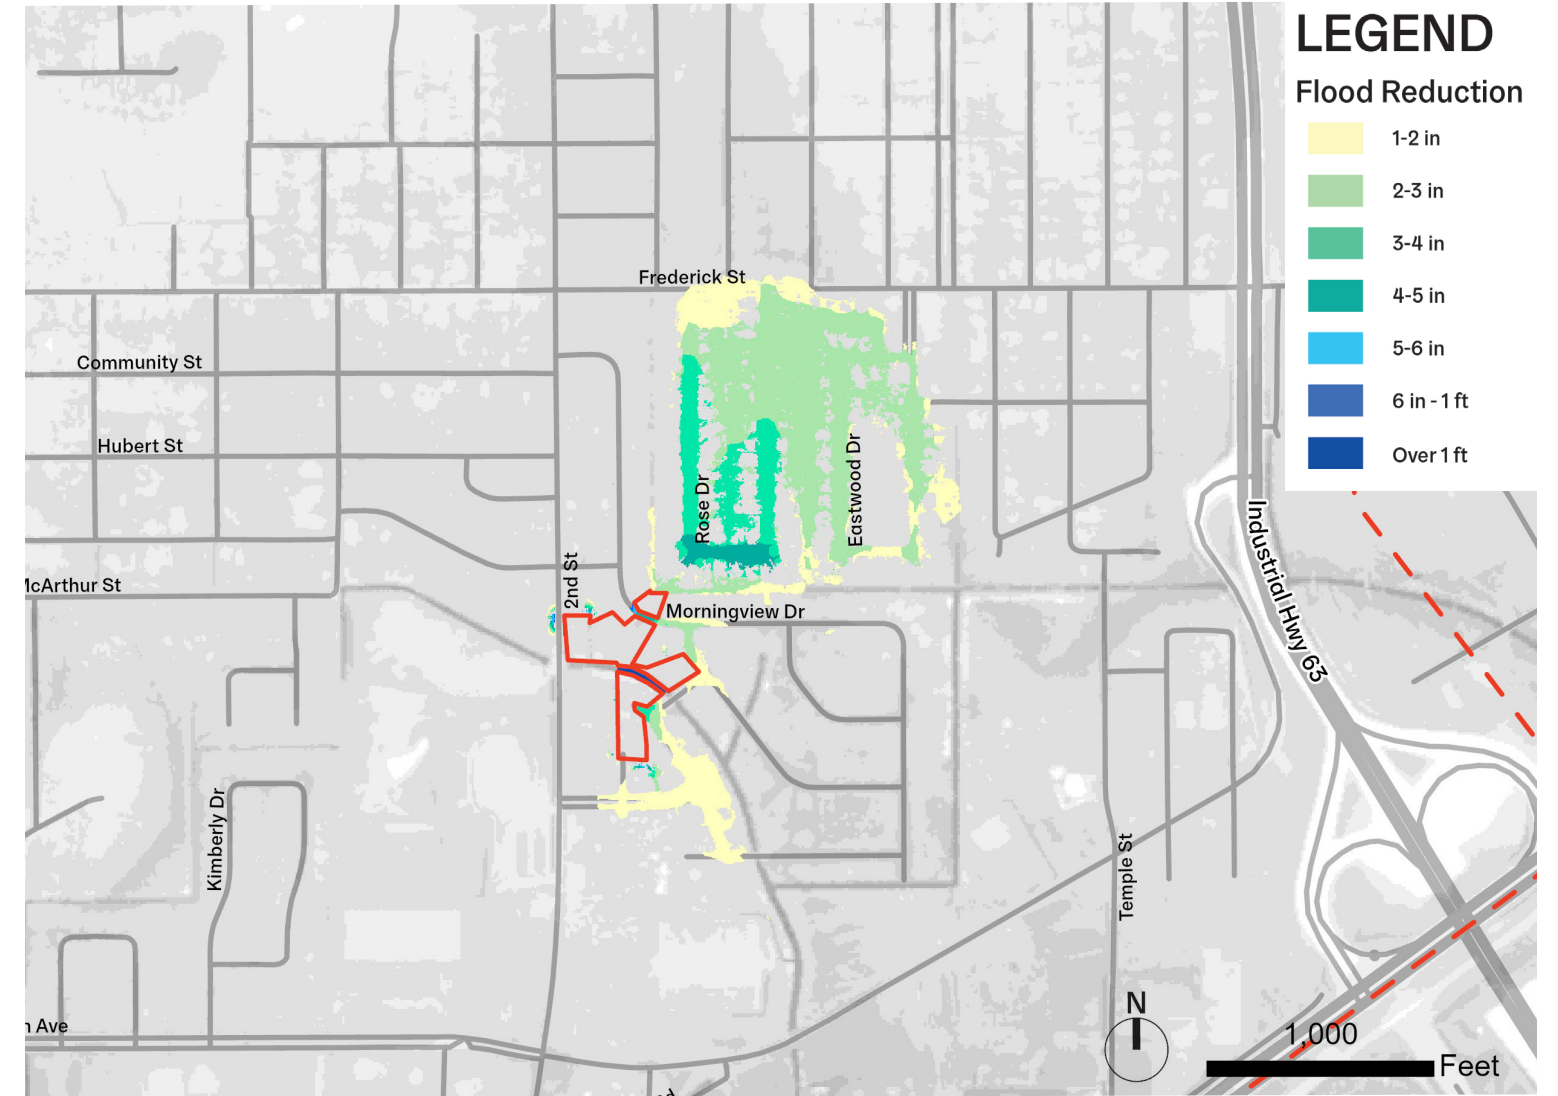 LEGEND
Flood Reduction
1-2 in
2-3 in
3-4 in
4-5 in
5-6 in
6 in - 1 ft
Over 1 ft
Frederick St
Community St
Hubert St
Rose Dr
Eastwood Dr
Industrial Hwy 63
2nd St
McArthur St
Morningview Dr
Kimberly Dr
Temple St
N
n Ave
1,000
Feet